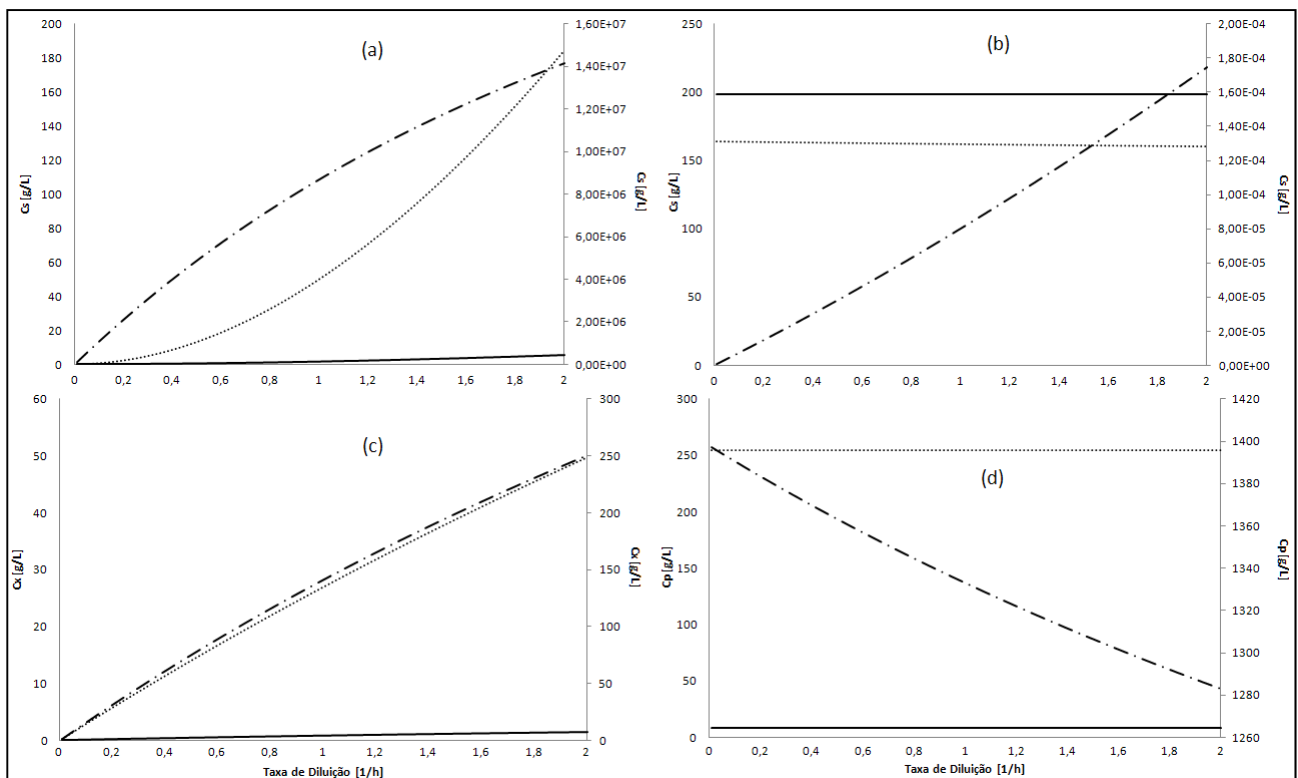 (a)
200
180
160
140
120
100
80
60
40
20
0
Cs [g/L]
1,60E+07
1,40E+07
1,20E+07
1,00E+07
8,00E+06
6,00E+06
4,00E+06
2,00E+06
0,00E+00
Cs [g/L]
0 0,2 0,4 0,6 0,8 1 1,2 1,4 1,6 1,8 2
(b)
250
200
150
100
50
0
Cs [g/L]
2,00E-04
1,80E-04
1,60E-04
1,40E-04
1,20E-04
1,00E-04
8,00E-05
6,00E-05
4,00E-05
2,00E-05
0,00E+00
Cs [g/L]
0 0,2 0,4 0,6 0,8 1 1,2 1,4 1,6 1,8 2
(c)
60
50
40
30
20
10
0
Cx [g/L]
300
250
200
150
100
50
0
Cx [g/L]
0 0,2 0,4 0,6 0,8 1 1,2 1,4 1,6 1,8 2
Taxa de Diluição [1/h]
(d)
300
250
200
150
100
50
0
Cp [g/L]
1420
1400
1380
1360
1340
1320
1300
1280
1260
Cp [g/L]
0 0,2 0,4 0,6 0,8 1 1,2 1,4 1,6 1,8 2
Taxa de Diluição [1/h]